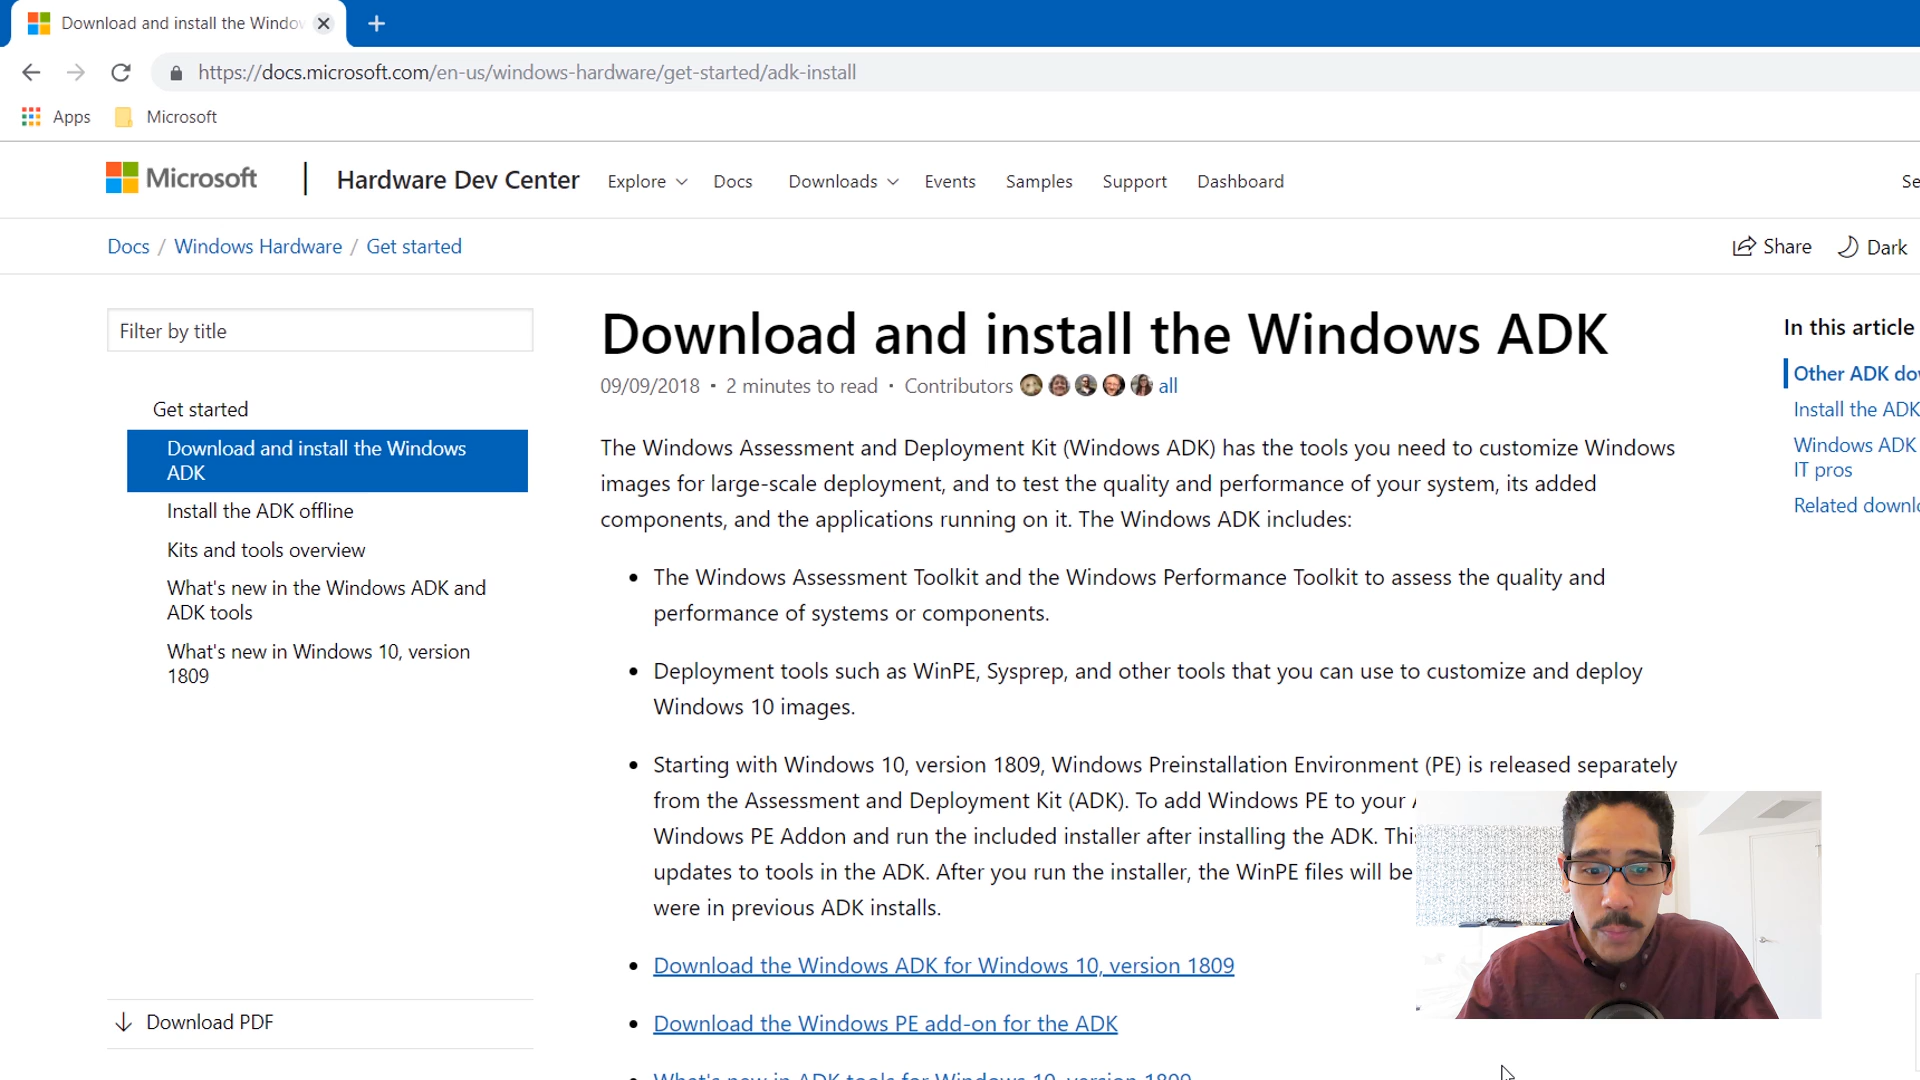 Download and install the Windo
https://docs.microsoft.com/en-us/windows-hardware/get-started/adk-install
Apps Microsoft
Microsoft Hardware Dev Center Explore Docs Downloads Events Samples Support Dashboard Se
Docs / Windows Hardware / Get started Share Dark
Filter by title
Get started
Download and install the Windows
ADK
Install the ADK offline
Kits and tools overview
What's new in the Windows ADK and
ADK tools
What's new in Windows 10, version
1809
Download PDF
Download and install the Windows ADK
09/09/2018 • 2 minutes to read • Contributors all
The Windows Assessment and Deployment Kit (Windows ADK) has the tools you need to customize Windows
images for large-scale deployment, and to test the quality and performance of your system, its added
components, and the applications running on it. The Windows ADK includes:
• The Windows Assessment Toolkit and the Windows Performance Toolkit to assess the quality and
performance of systems or components.
• Deployment tools such as WinPE, Sysprep, and other tools that you can use to customize and deploy
Windows 10 images.
• Starting with Windows 10, version 1809, Windows Preinstallation Environment (PE) is released separately
from the Assessment and Deployment Kit (ADK). To add Windows PE to your
Windows PE Addon and run the included installer after installing the ADK. This
updates to tools in the ADK. After you run the installer, the WinPE files will be
were in previous ADK installs.
• Download the Windows ADK for Windows 10, version 1809
• Download the Windows PE add-on for the ADK
• What's new in ADK tools for Windows 10, version 1809
In this article
Other ADK do
Install the ADK
Windows ADK
IT pros
Related downl